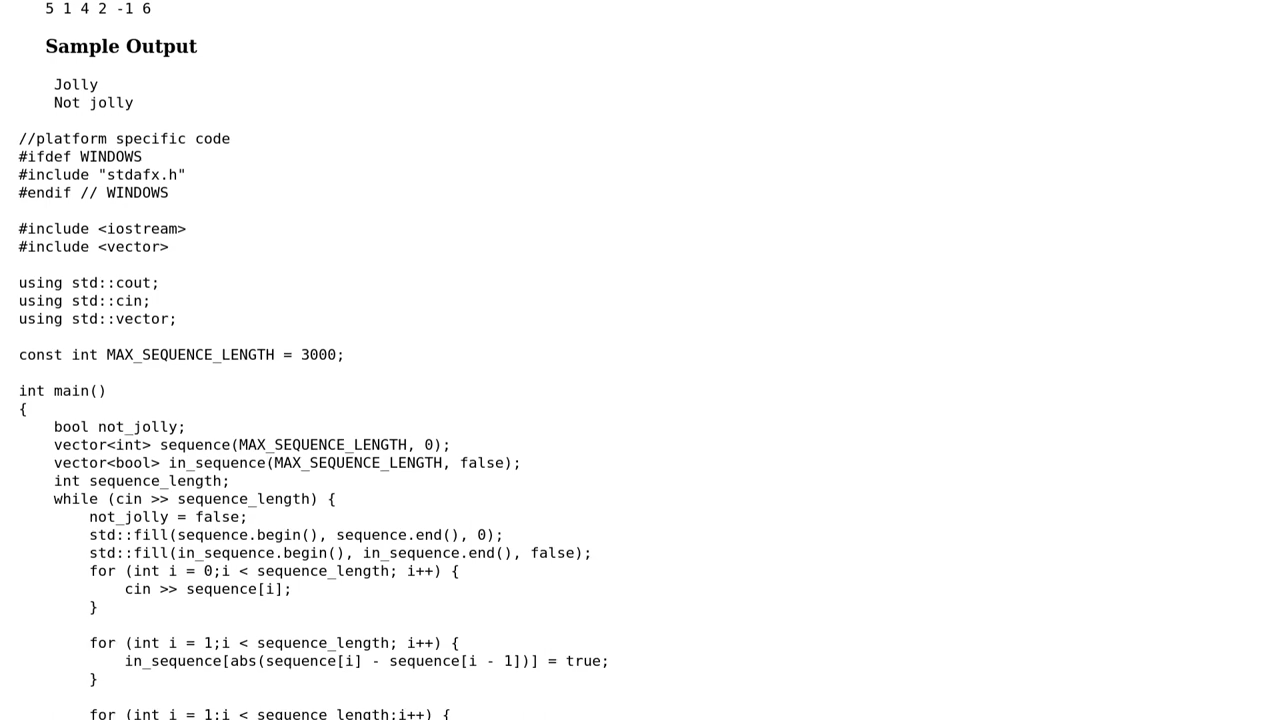 5 1 4 2 -1 6
Sample Output
Jolly
Not jolly
//platform specific code
#ifdef WINDOWS
#include "stdafx.h"
#endif // WINDOWS
#include <iostream>
#include <vector>
using std::cout;
using std::cin;
using std::vector;
const int MAX_SEQUENCE_LENGTH = 3000;
int main()
{
    bool not_jolly;
    vector<int> sequence(MAX_SEQUENCE_LENGTH, 0);
    vector<bool> in_sequence(MAX_SEQUENCE_LENGTH, false);
    int sequence_length;
    while (cin >> sequence_length) {
        not_jolly = false;
        std::fill(sequence.begin(), sequence.end(), 0);
        std::fill(in_sequence.begin(), in_sequence.end(), false);
        for (int i = 0;i < sequence_length; i++) {
            cin >> sequence[i];
        }
        for (int i = 1;i < sequence_length; i++) {
            in_sequence[abs(sequence[i] - sequence[i - 1])] = true;
        }
        for (int i = 1;i < sequence_length;i++) {